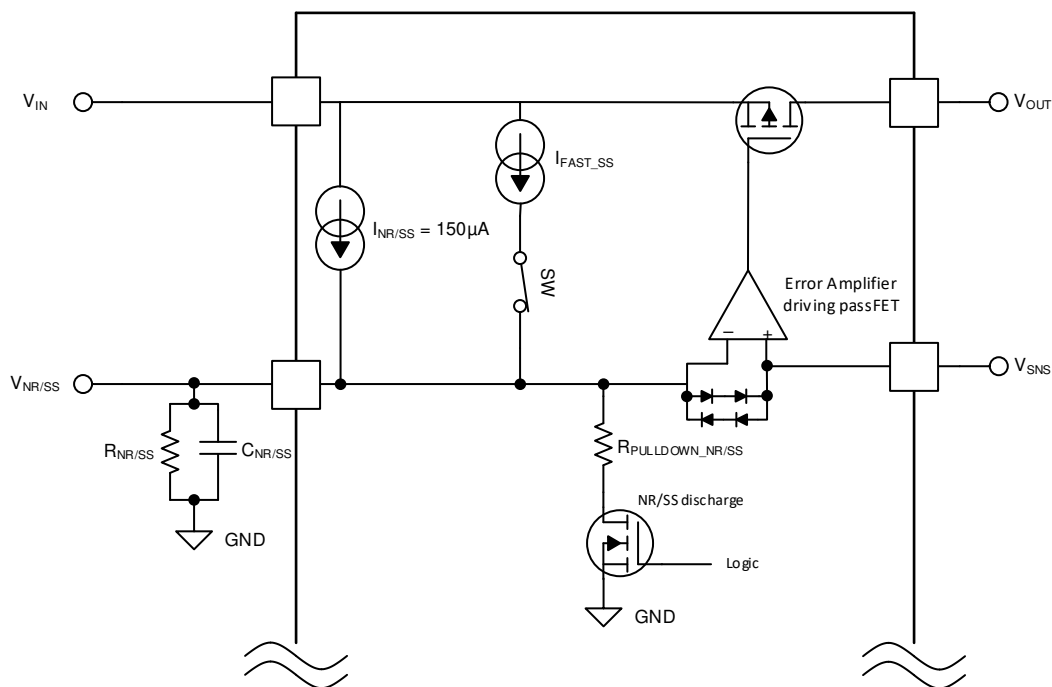 V_IN
V_OUT
I_FAST_SS
I_NR/SS = 150µA
SW
Error Amplifier
driving passFET
− +
V_NR/SS
V_SNS
R_NR/SS
C_NR/SS
R_PULLDOWN_NR/SS
NR/SS discharge
GND
Logic
GND